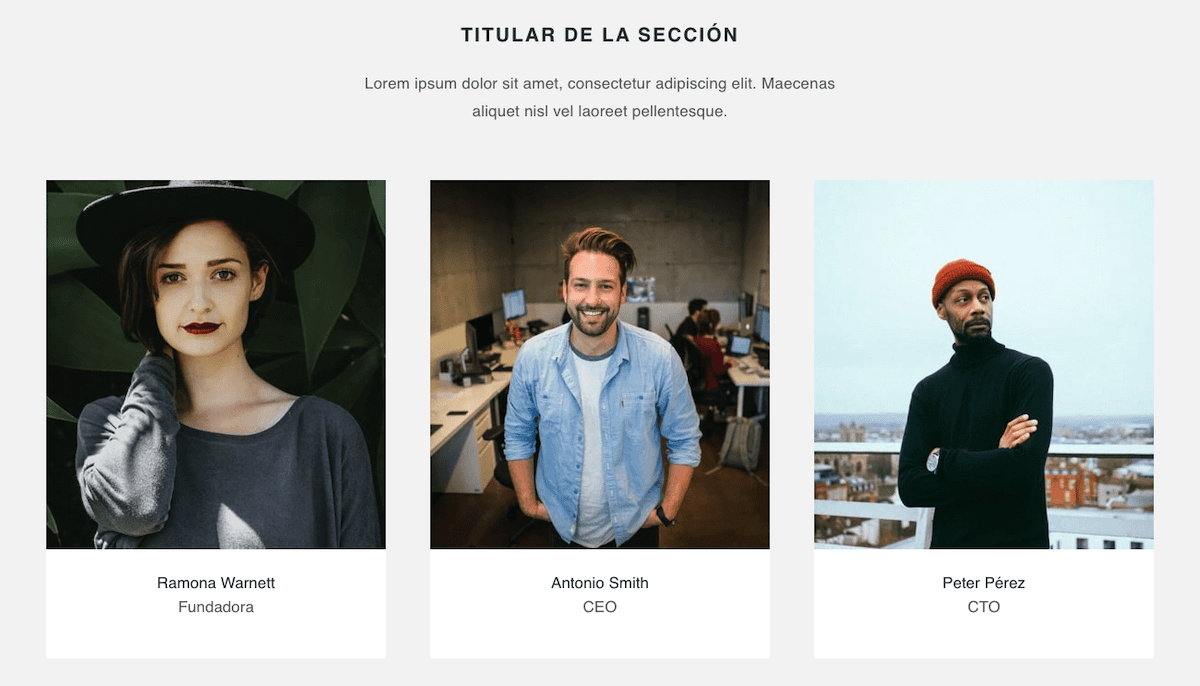 TITULAR DE LA SECCIÓN
Lorem ipsum dolor sit amet, consectetur adipiscing elit. Maecenas
aliquet nisl vel laoreet pellentesque.
Ramona Warnett
Fundadora
Antonio Smith
CEO
Peter Pérez
CTO